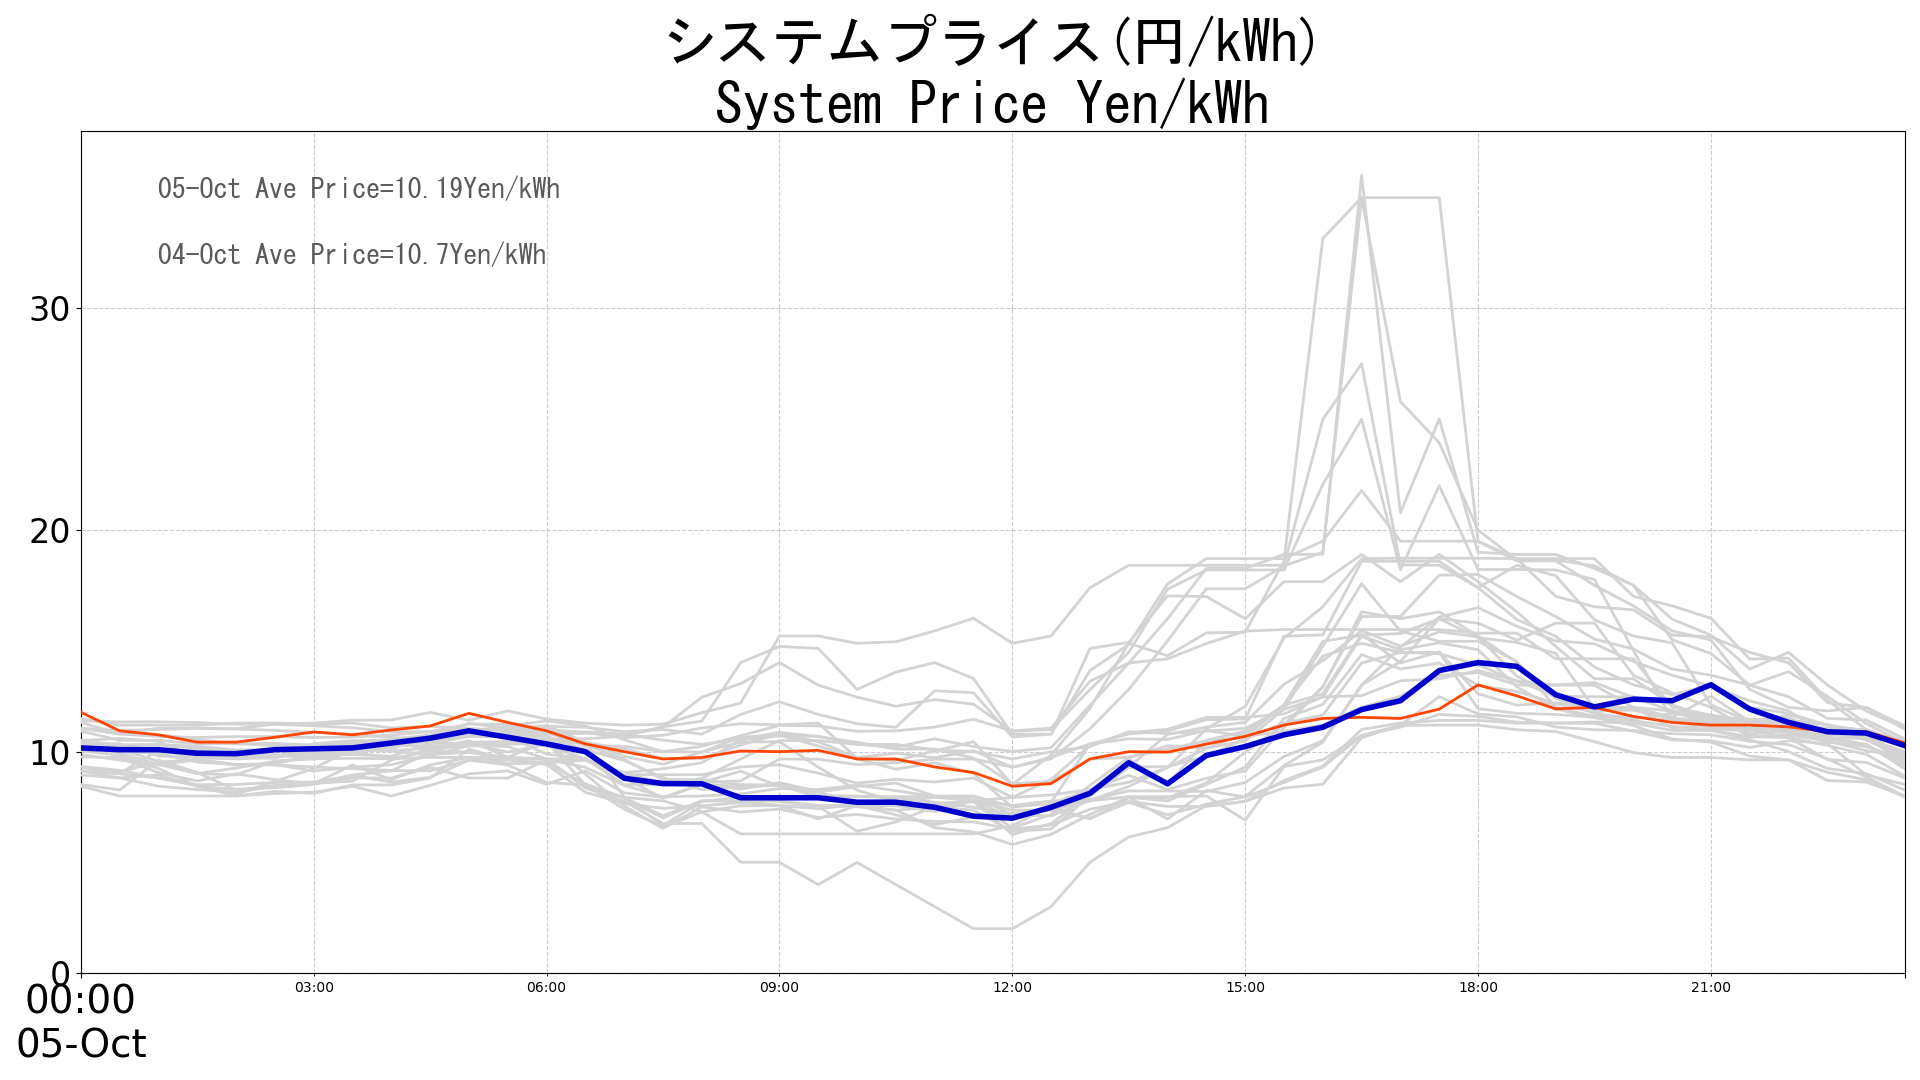 システムプライス(円/kWh)
System Price Yen/kWh
05-Oct Ave Price=10.19Yen/kWh
04-Oct Ave Price=10.7Yen/kWh
30
20
10
0
00:00
03:00
06:00
09:00
12:00
15:00
18:00
21:00
05-Oct